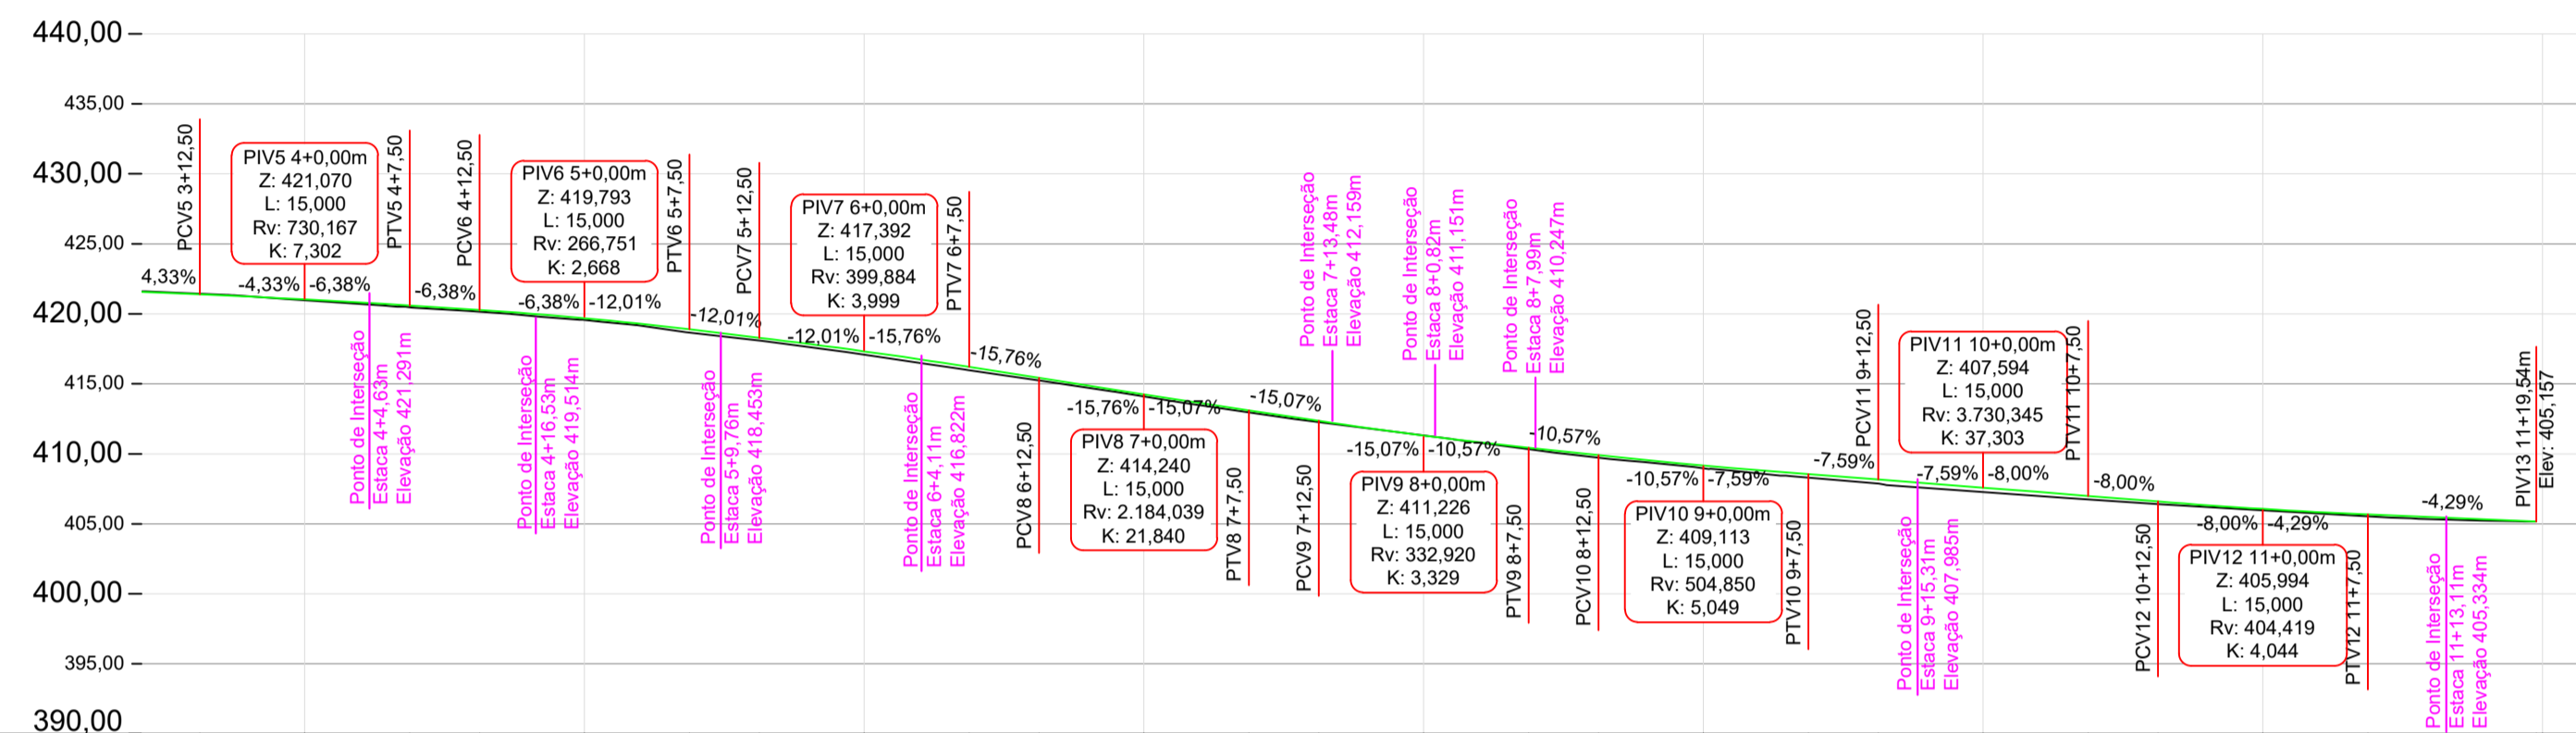 440,00
435,00
430,00
425,00
420,00
415,00
410,00
405,00
400,00
395,00
390,00
4,33%
PCV5 3+12,50
PIV5 4+0,00m
Z: 421,070
L: 15,000
Rv: 730,167
K: 7,302
-4,33%
-6,38%
Ponto de Interseção
Estaca 4+4,63m
Elevação 421,291m
PTV5 4+7,50
-6,38%
PCV6 4+12,50
Ponto de Interseção
Estaca 4+16,53m
Elevação 419,514m
PIV6 5+0,00m
Z: 419,793
L: 15,000
Rv: 266,751
K: 2,668
-6,38%
-12,01%
PTV6 5+7,50
-12,01%
Ponto de Interseção
Estaca 5+9,76m
Elevação 418,453m
PCV7 5+12,50
PIV7 6+0,00m
Z: 417,392
L: 15,000
Rv: 399,884
K: 3,999
-12,01%
-15,76%
Ponto de Interseção
Estaca 6+4,11m
Elevação 416,822m
PTV7 6+7,50
-15,76%
PCV8 6+12,50
-15,76%
-15,07%
PIV8 7+0,00m
Z: 414,240
L: 15,000
Rv: 2.184,039
K: 21,840
PTV8 7+7,50
-15,07%
PCV9 7+12,50
Ponto de Interseção
Estaca 7+13,48m
Elevação 412,159m
-15,07%
-10,57%
PIV9 8+0,00m
Z: 411,226
L: 15,000
Rv: 332,920
K: 3,329
Ponto de Interseção
Estaca 8+0,82m
Elevação 411,151m
PTV9 8+7,50
Ponto de Interseção
Estaca 8+7,99m
Elevação 410,247m
-10,57%
PCV10 8+12,50
-10,57%
-7,59%
PIV10 9+0,00m
Z: 409,113
L: 15,000
Rv: 504,850
K: 5,049
PTV10 9+7,50
-7,59%
PCV11 9+12,50
Ponto de Interseção
Estaca 9+15,31m
Elevação 407,985m
PIV11 10+0,00m
Z: 407,594
L: 15,000
Rv: 3.730,345
K: 37,303
-7,59%
-8,00%
PTV11 10+7,50
-8,00%
PCV12 10+12,50
-8,00%
-4,29%
PIV12 11+0,00m
Z: 405,994
L: 15,000
Rv: 404,419
K: 4,044
PTV12 11+7,50
-4,29%
Ponto de Interseção
Estaca 11+13,11m
Elevação 405,334m
PIV13 11+19,54m
Elev: 405,157